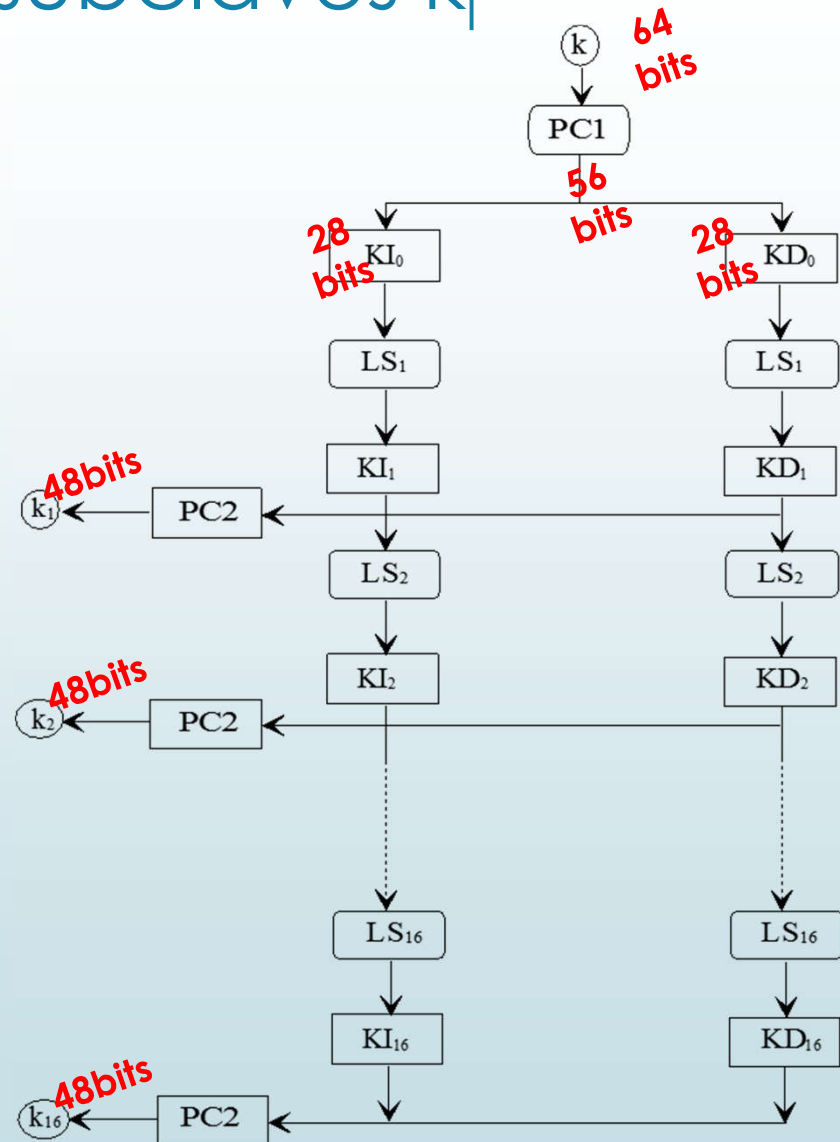 subclaves k
k
64
bits
PC1
56
bits
28
bits
KI₀
28
bits
KD₀
LS₁
LS₁
KI₁
KD₁
48bits
k₁
PC2
LS₂
LS₂
KI₂
KD₂
48bits
k₂
PC2
LS₁₆
LS₁₆
KI₁₆
KD₁₆
48bits
k₁₆
PC2